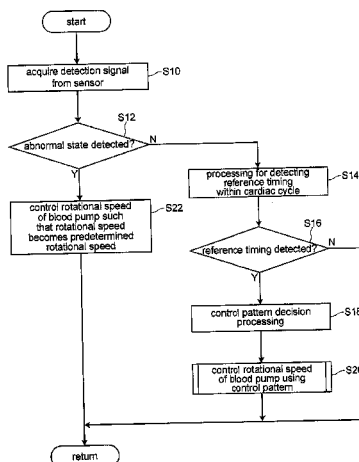 start
acquire detection signal
from sensor
S10
S12
abnormal state detected?
N
Y
processing for detecting
reference timing
within cardiac cycle
S14
control rotational speed
of blood pump such
that rotational speed
becomes predetermined
rotational speed
S22
S16
reference timing detected?
N
Y
control pattern decision
processing
S18
control rotational speed
of blood pump using
control pattern
S20
return